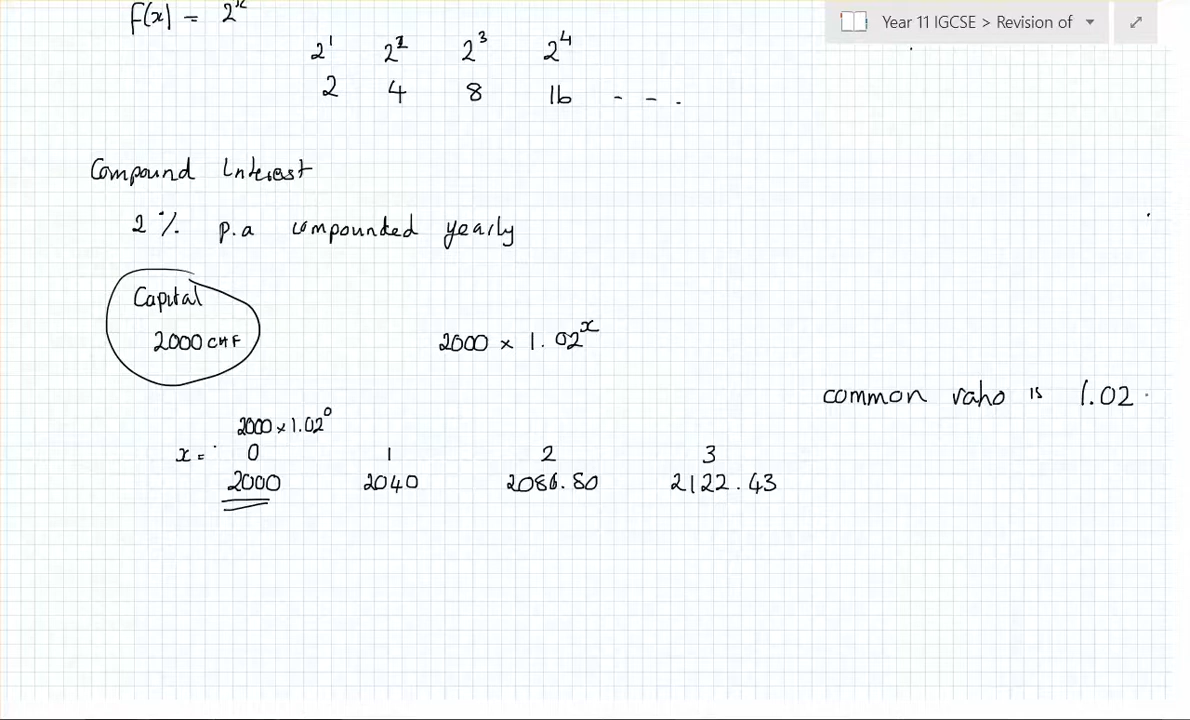 Year 11 IGCSE > Revision of
F(x) = 2^x
2^1 2^2 2^3 2^4
2 4 8 16 - - .
Compound Interest
2 % p.a compounded yearly
Capital
2000 CHF
2000 × 1.02^x
common ratio is 1.02
2000 × 1.02^0
x = 0 1 2 3
2000 2040 2086.80 2122.43